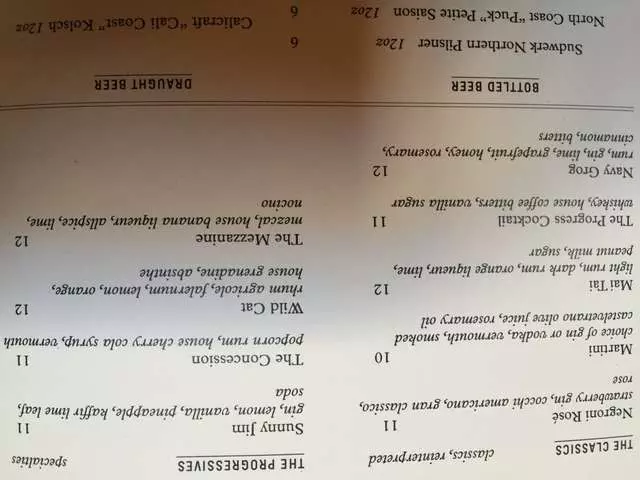 THE CLASSICS classics, reinterpreted
Negroni Rosé 11
strawberry gin, cocchi americano, gran classico,
rose
Martini 10
choice of gin or vodka, vermouth, smoked
castelvetrano olive juice, rosemary oil
Mai Tai 12
light rum, dark rum, orange liqueur, lime,
peanut milk, sugar
The Progress Cocktail 11
whiskey, house coffee bitters, vanilla sugar
Navy Grog 12
rum, gin, lime, grapefruit, honey, rosemary,
cinnamon, bitters
BOTTLED BEER
Sudwerk Northern Pilsner 12oz 6
North Coast "Puck" Petite Saison 6
THE PROGRESSIVES specialties
Sunny Jim 11
gin, lemon, vanilla, pineapple, kaffir lime leaf,
soda
The Concession 11
popcorn rum, house cherry cola syrup, vermouth
Wild Cat 12
rhum agricole, falernum, lemon, orange,
house grenadine, absinthe
The Mezzanine 12
mezcal, house banana liqueur, allspice, lime,
nocino
DRAUGHT BEER
Calicraft "Cali Coast" Kolsch 12oz